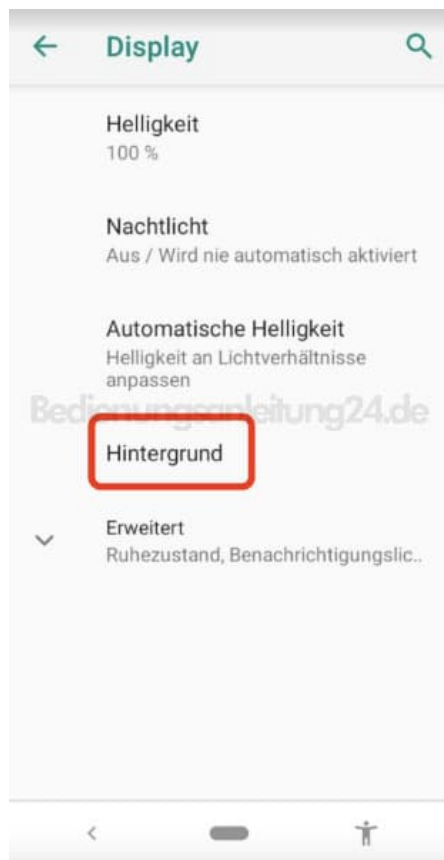 Display
Helligkeit
100 %
Nachtlicht
Aus / Wird nie automatisch aktiviert
Automatische Helligkeit
Helligkeit an Lichtverhältnisse
anpassen
Bedienungsanleitung24.de
Hintergrund
Erweitert
Ruhezustand, Benachrichtigungslic..